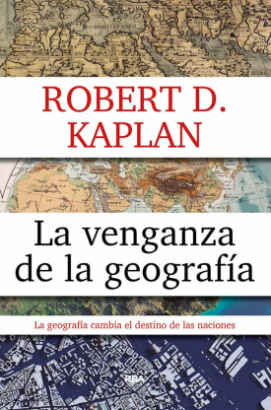 ROBERT D.
KAPLAN
La venganza
de la geografía
La geografía cambia el destino de las naciones
RBA